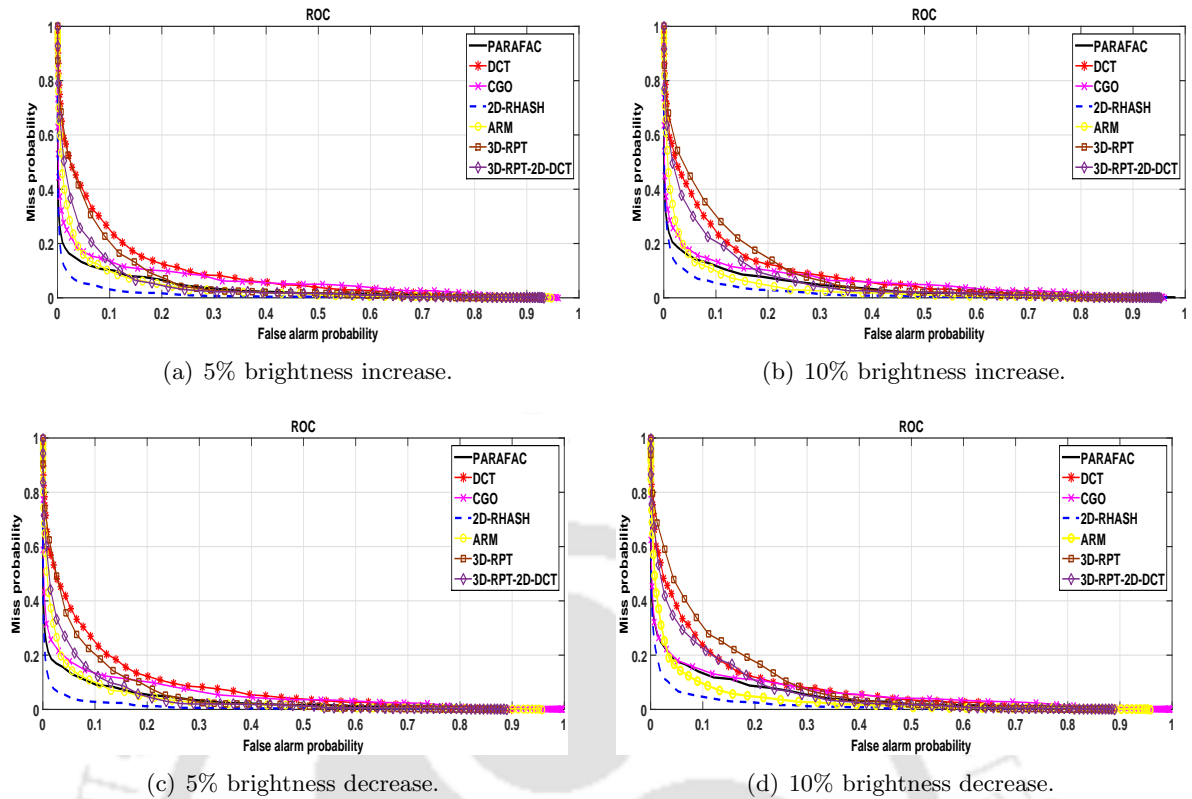 ROC
Miss probability
1
0.8
0.6
0.4
0.2
0
0 0.1 0.2 0.3 0.4 0.5 0.6 0.7 0.8 0.9 1
False alarm probability
PARAFAC
DCT
CGO
2D-RHASH
ARM
3D-RPT
3D-RPT-2D-DCT
(a) 5% brightness increase.
ROC
Miss probability
1
0.8
0.6
0.4
0.2
0
0 0.1 0.2 0.3 0.4 0.5 0.6 0.7 0.8 0.9 1
False alarm probability
PARAFAC
DCT
CGO
2D-RHASH
ARM
3D-RPT
3D-RPT-2D-DCT
(b) 10% brightness increase.
ROC
Miss probability
1
0.8
0.6
0.4
0.2
0
0 0.1 0.2 0.3 0.4 0.5 0.6 0.7 0.8 0.9 1
False alarm probability
PARAFAC
DCT
CGO
2D-RHASH
ARM
3D-RPT
3D-RPT-2D-DCT
(c) 5% brightness decrease.
ROC
Miss probability
1
0.8
0.6
0.4
0.2
0
0 0.1 0.2 0.3 0.4 0.5 0.6 0.7 0.8 0.9 1
False alarm probability
PARAFAC
DCT
CGO
2D-RHASH
ARM
3D-RPT
3D-RPT-2D-DCT
(d) 10% brightness decrease.